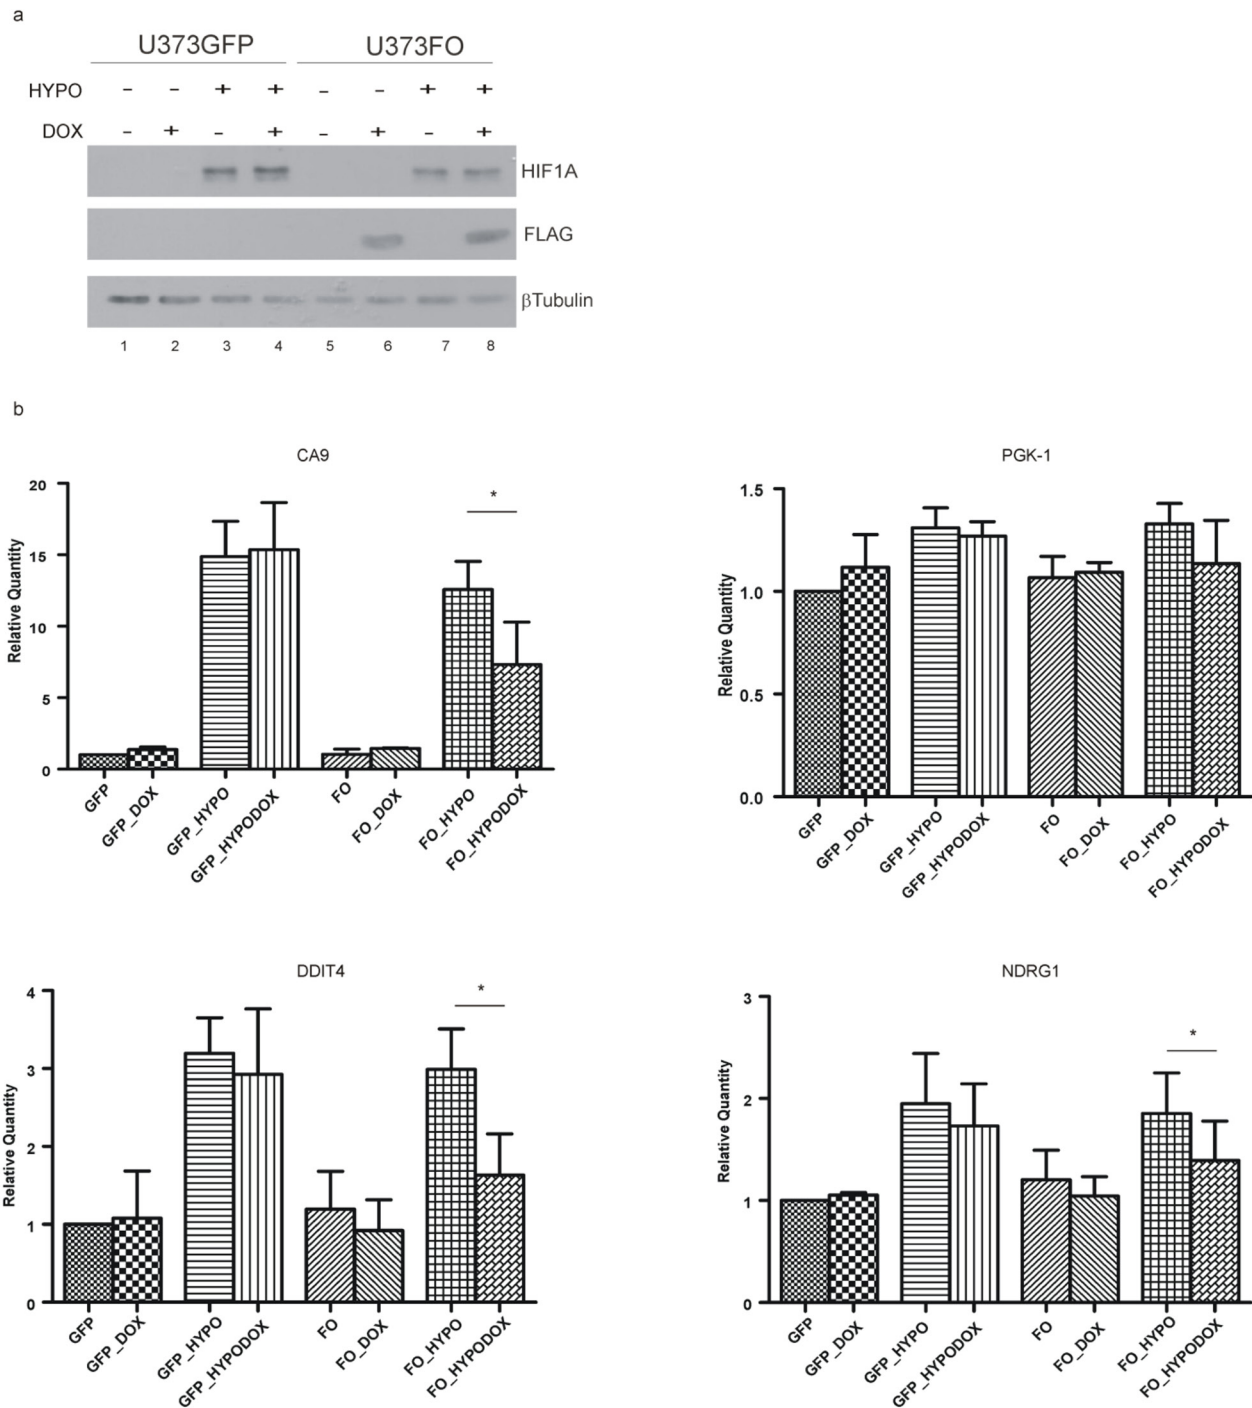 a
U373GFP U373FO
HYPO - - + + - - + +
DOX - + - + - + - +
HIF1A
FLAG
βTubulin
1 2 3 4 5 6 7 8
b
CA9
Relative Quantity
20
15
10
5
0
*
GFP
GFP_DOX
GFP_HYPO
GFP_HYPODOX
FO
FO_DOX
FO_HYPO
FO_HYPODOX
PGK-1
Relative Quantity
1.5
1.0
0.5
0.0
GFP
GFP_DOX
GFP_HYPO
GFP_HYPODOX
FO
FO_DOX
FO_HYPO
FO_HYPODOX
DDIT4
Relative Quantity
4
3
2
1
0
*
GFP
GFP_DOX
GFP_HYPO
GFP_HYPODOX
FO
FO_DOX
FO_HYPO
FO_HYPODOX
NDRG1
Relative Quantity
3
2
1
0
*
GFP
GFP_DOX
GFP_HYPO
GFP_HYPODOX
FO
FO_DOX
FO_HYPO
FO_HYPODOX